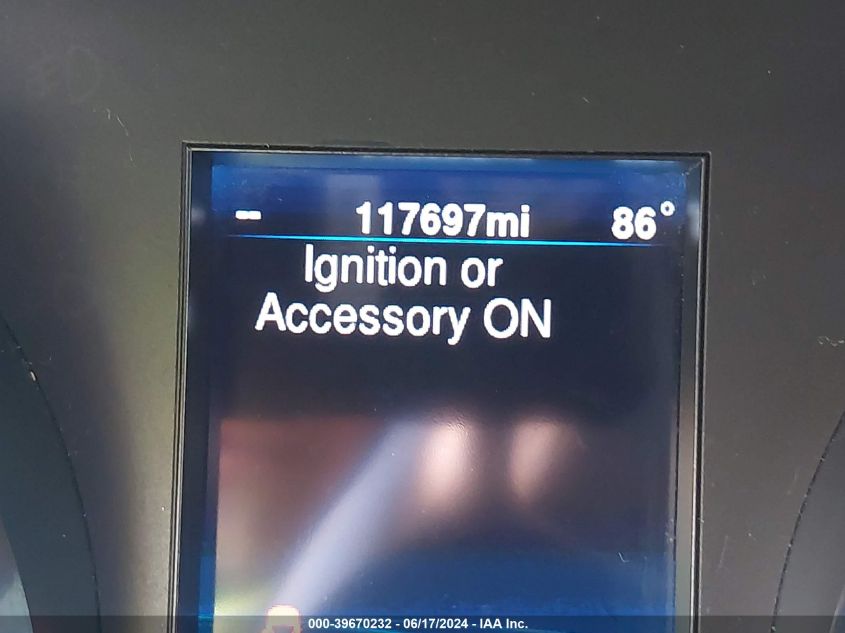 -- 117697mi 86°
Ignition or
Accessory ON
000-39670232 - 06/17/2024 - IAA Inc.